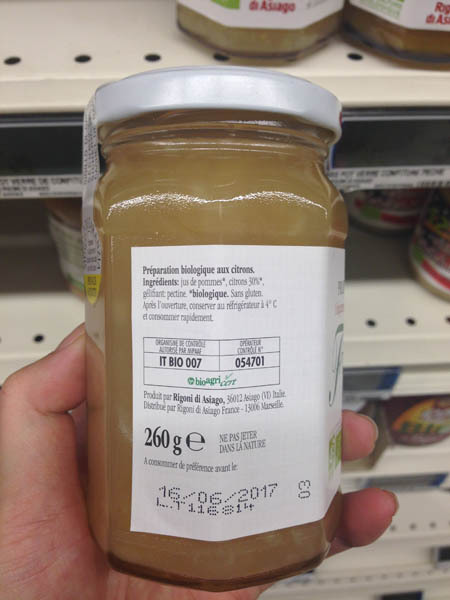 di Asiago
Préparation biologique aux citrons.
Ingrédients: jus de pommes*, citrons 30%*,
gélifiant: pectine. *biologique. Sans gluten.
Après l'ouverture, conserver au réfrigérateur à 4° C
et consommer rapidement.
ORGANISME DE CONTRÔLE
AUTORISÉ PAR MIPAAF
IT BIO 007
OPÉRATEUR
CONTRÔLÉ N°
054701
bioagricert
Produit par Rigoni di Asiago, 36012 Asiago (VI) Italie.
Distribué par Rigoni di Asiago France - 13006 Marseille.
260 g e
NE PAS JETER
DANS LA NATURE
A consommer de préférence avant le:
16/06/2017
L.T116814
03